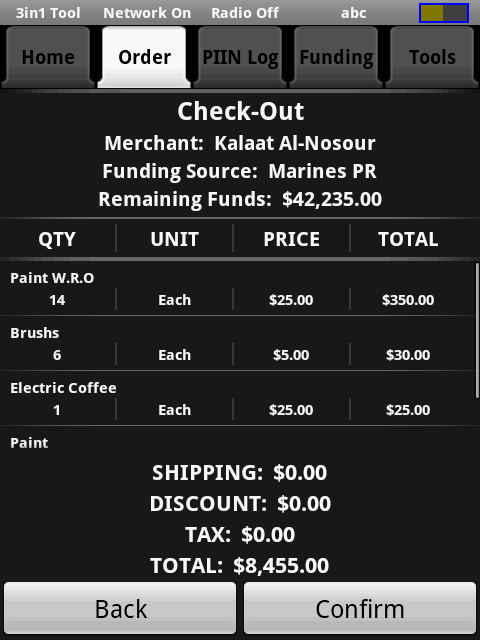 3in1 Tool Network On Radio Off abc
Home Order PIIN Log Funding Tools
Check-Out
Merchant: Kalaat Al-Nosour
Funding Source: Marines PR
Remaining Funds: $42,235.00
QTY UNIT PRICE TOTAL
Paint W.R.O
14 Each $25.00 $350.00
Brushs
6 Each $5.00 $30.00
Electric Coffee
1 Each $25.00 $25.00
Paint
SHIPPING: $0.00
DISCOUNT: $0.00
TAX: $0.00
TOTAL: $8,455.00
Back Confirm